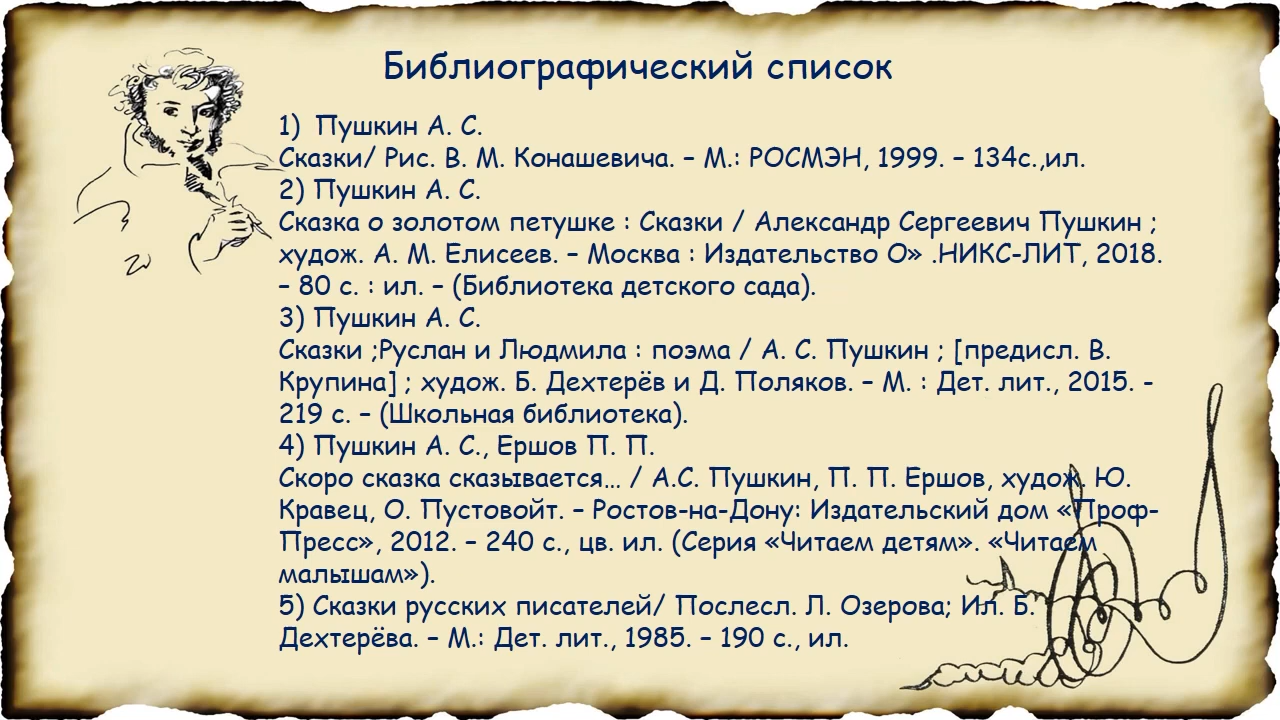 Библиографический список
1) Пушкин А. С.
Сказки/ Рис. В. М. Конашевича. – М.: РОСМЭН, 1999. – 134с.,ил.
2) Пушкин А. С.
Сказка о золотом петушке : Сказки / Александр Сергеевич Пушкин ;
худож. А. М. Елисеев. – Москва : Издательство О» .НИКС-ЛИТ, 2018.
– 80 с. : ил. – (Библиотека детского сада).
3) Пушкин А. С.
Сказки ;Руслан и Людмила : поэма / А. С. Пушкин ; [предисл. В.
Крупина] ; худож. Б. Дехтерёв и Д. Поляков. – М. : Дет. лит., 2015. -
219 с. – (Школьная библиотека).
4) Пушкин А. С., Ершов П. П.
Скоро сказка сказывается… / А.С. Пушкин, П. П. Ершов, худож. Ю.
Кравец, О. Пустовойт. – Ростов-на-Дону: Издательский дом «Проф-
Пресс», 2012. – 240 с., цв. ил. (Серия «Читаем детям». «Читаем
малышам»).
5) Сказки русских писателей/ Послесл. Л. Озерова; Ил. Б.
Дехтерёва. – М.: Дет. лит., 1985. – 190 с., ил.